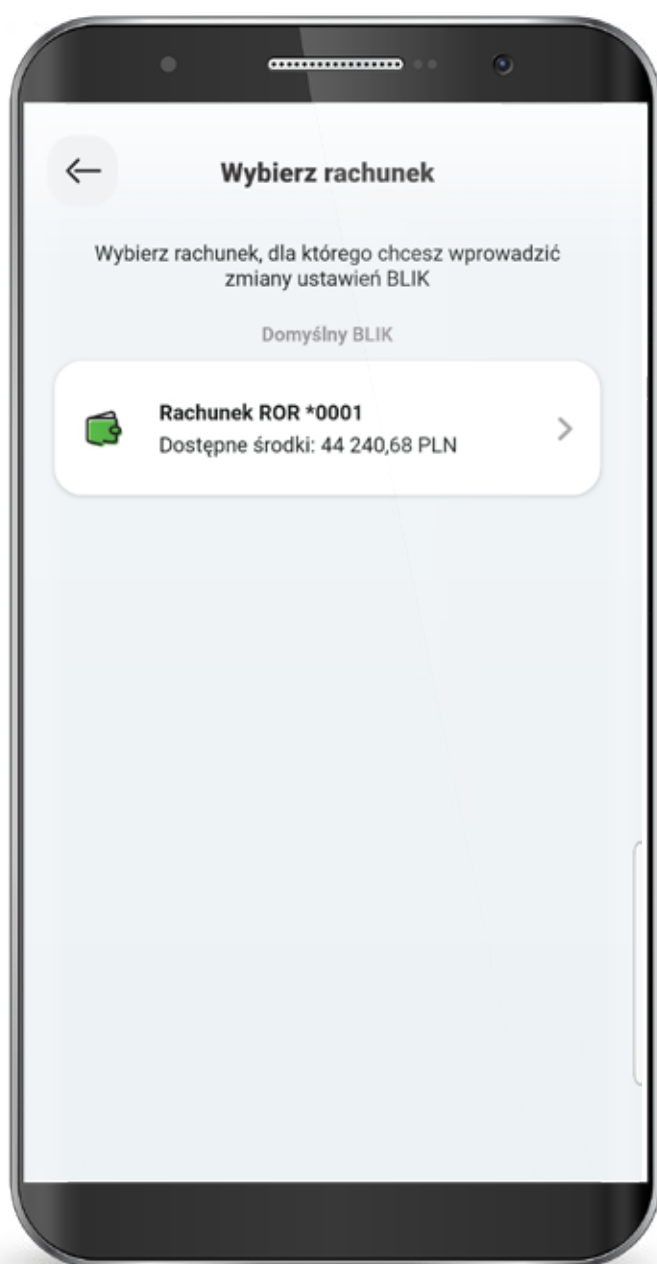 Wybierz rachunek
Wybierz rachunek, dla którego chcesz wprowadzić
zmiany ustawień BLIK
Domyślny BLIK
Rachunek ROR *0001
Dostępne środki: 44 240,68 PLN